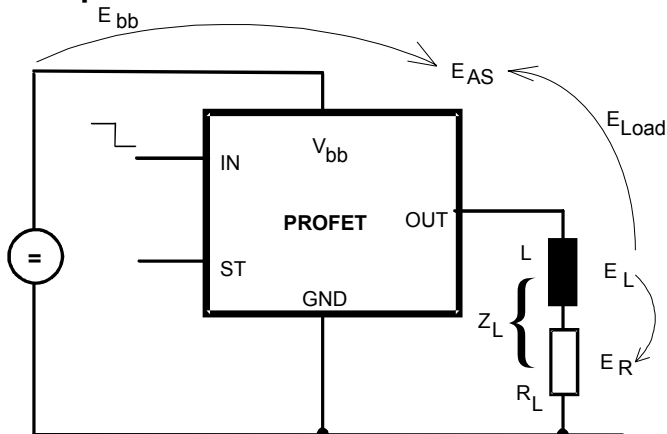 E bb
E AS
E Load
V bb
IN
PROFET
OUT
=
ST
L
E L
GND
Z L {
E R
R L